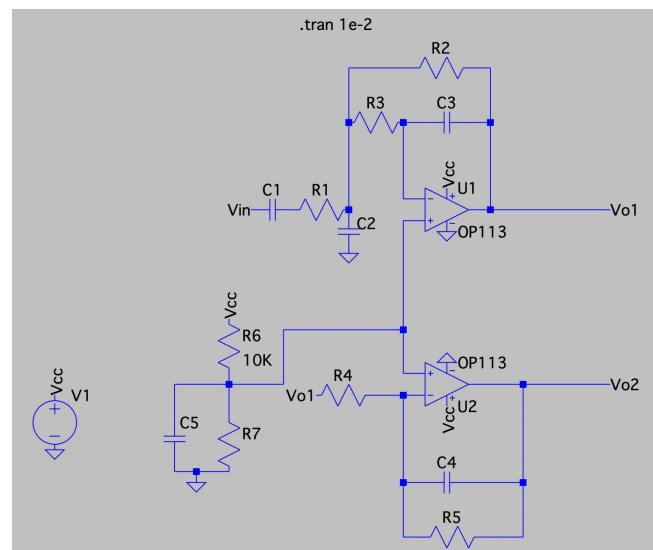 .tran 1e-2
R2
R3
C3
Vcc
U1
C1
R1
Vin
Vo1
C2
OP113
Vcc
R6
10K
OP113
Vcc
V1
Vo1
R4
Vo2
C5
R7
Vcc
U2
C4
R5